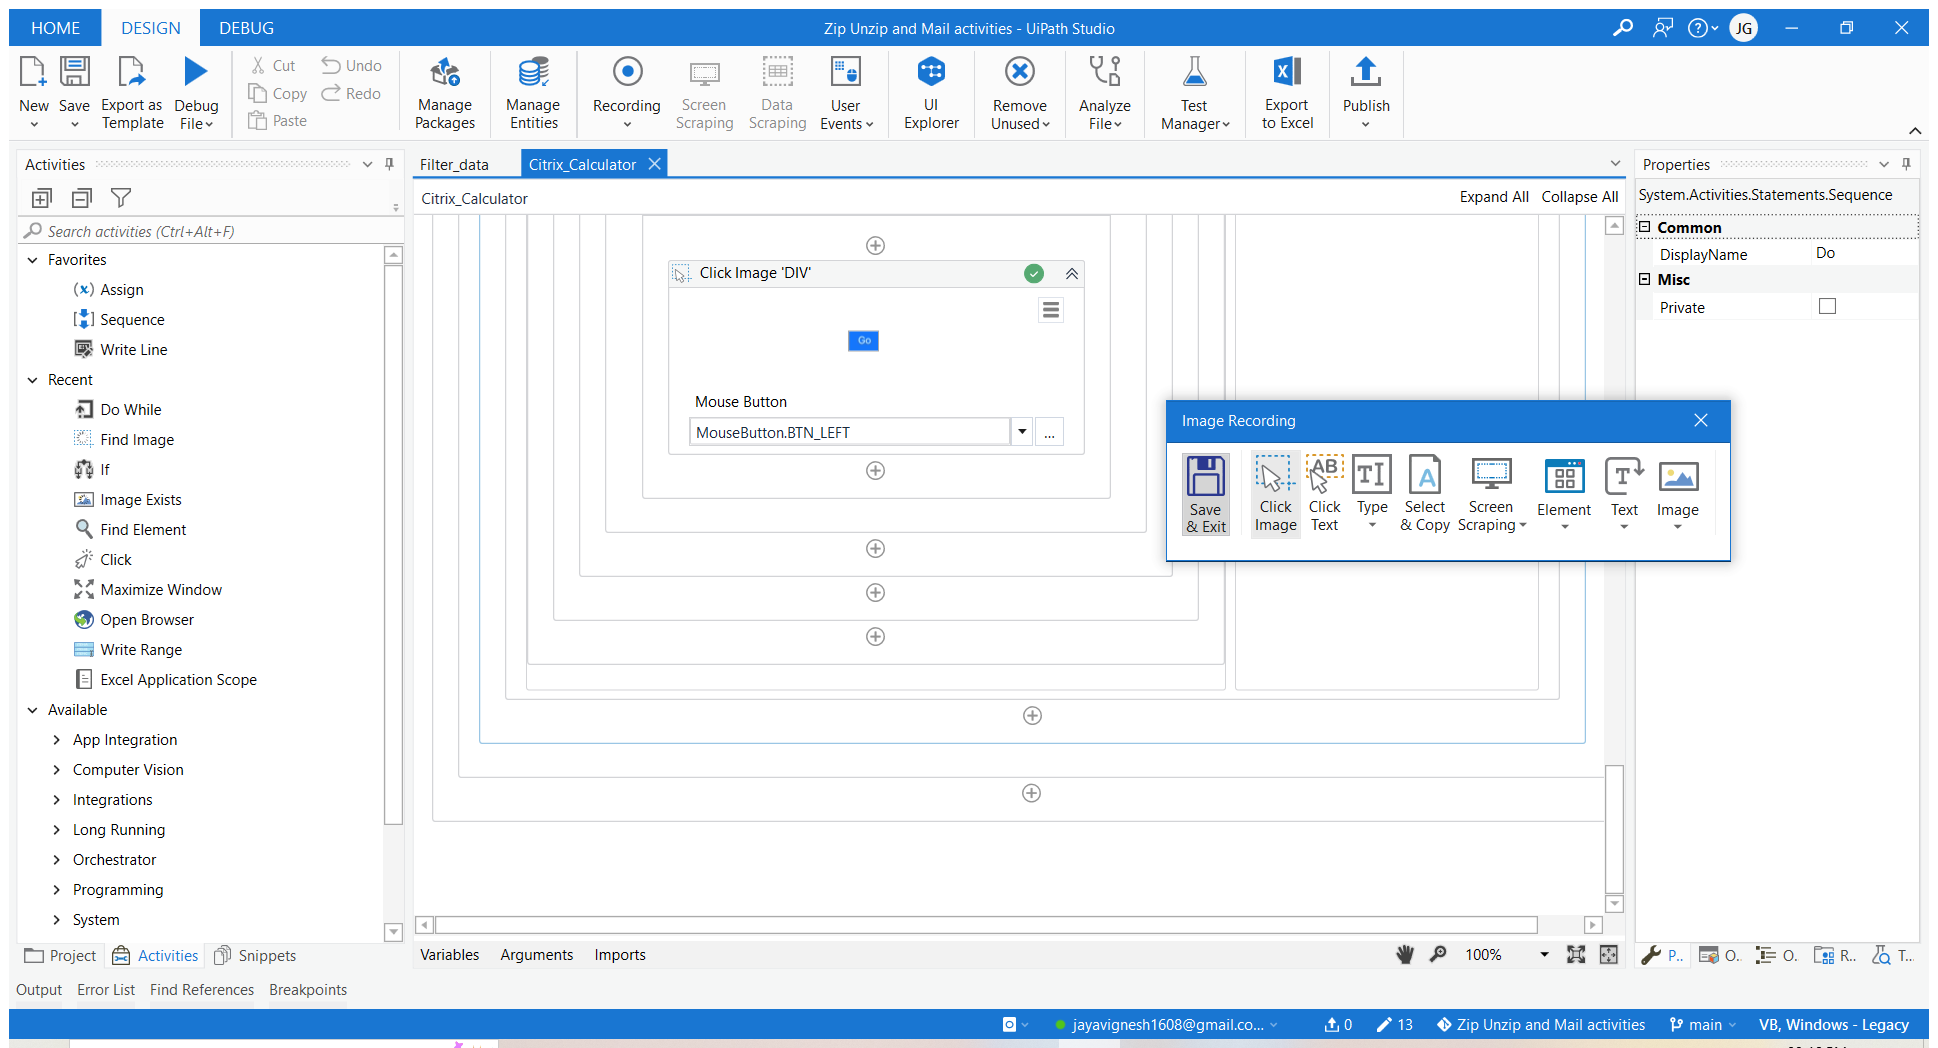 HOME DESIGN DEBUG
Zip Unzip and Mail activities - UiPath Studio
JG
New Save Export as Template Debug File
Cut Copy Paste Undo Redo
Manage Packages
Manage Entities
Recording
Screen Scraping
Data Scraping
User Events
UI Explorer
Remove Unused
Analyze File
Test Manager
Export to Excel
Publish
Activities
Search activities (Ctrl+Alt+F)
Favorites
Assign
Sequence
Write Line
Recent
Do While
Find Image
If
Image Exists
Find Element
Click
Maximize Window
Open Browser
Write Range
Excel Application Scope
Available
App Integration
Computer Vision
Integrations
Long Running
Orchestrator
Programming
System
Project Activities Snippets
Filter_data Citrix_Calculator
Citrix_Calculator Expand All Collapse All
Click Image 'DIV'
Go
Mouse Button
MouseButton.BTN_LEFT
...
Image Recording
Save & Exit
Click Image
AB
Click Text
Type
A
Select & Copy
Screen Scraping
Element
Text
Image
Variables Arguments Imports 100%
Properties
System.Activities.Statements.Sequence
Common
DisplayName Do
Misc
Private
P.. O.. O.. R.. T...
Output Error List Find References Breakpoints
jayavignesh1608@gmail.co... 0 13 Zip Unzip and Mail activities main VB, Windows - Legacy